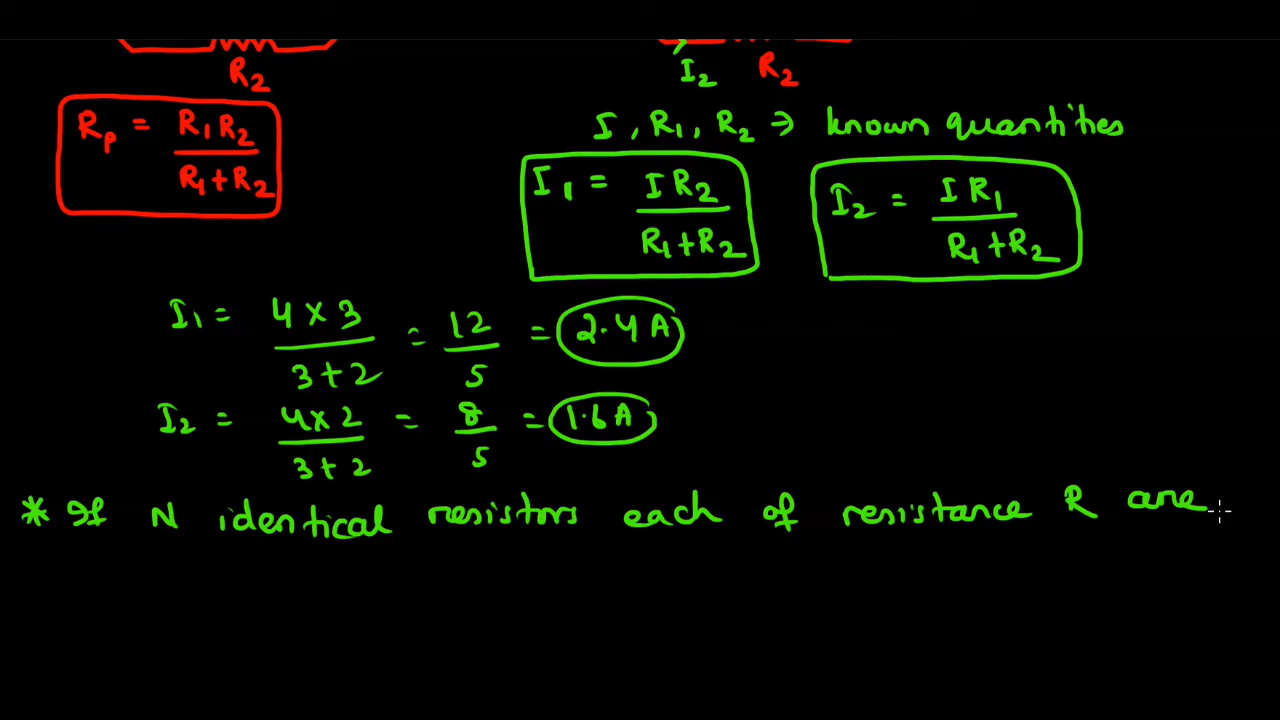 R₂
I₂ R₂
Rₚ = R₁R₂ / R₁+R₂
I, R₁, R₂ → known quantities
I₁ = I R₂ / R₁+R₂
I₂ = I R₁ / R₁+R₂
I₁ = 4 × 3 / 3+2 = 12 / 5 = 2.4 A
I₂ = 4×2 / 3+2 = 8 / 5 = 1.6 A
* If N identical resistors each of resistance R are